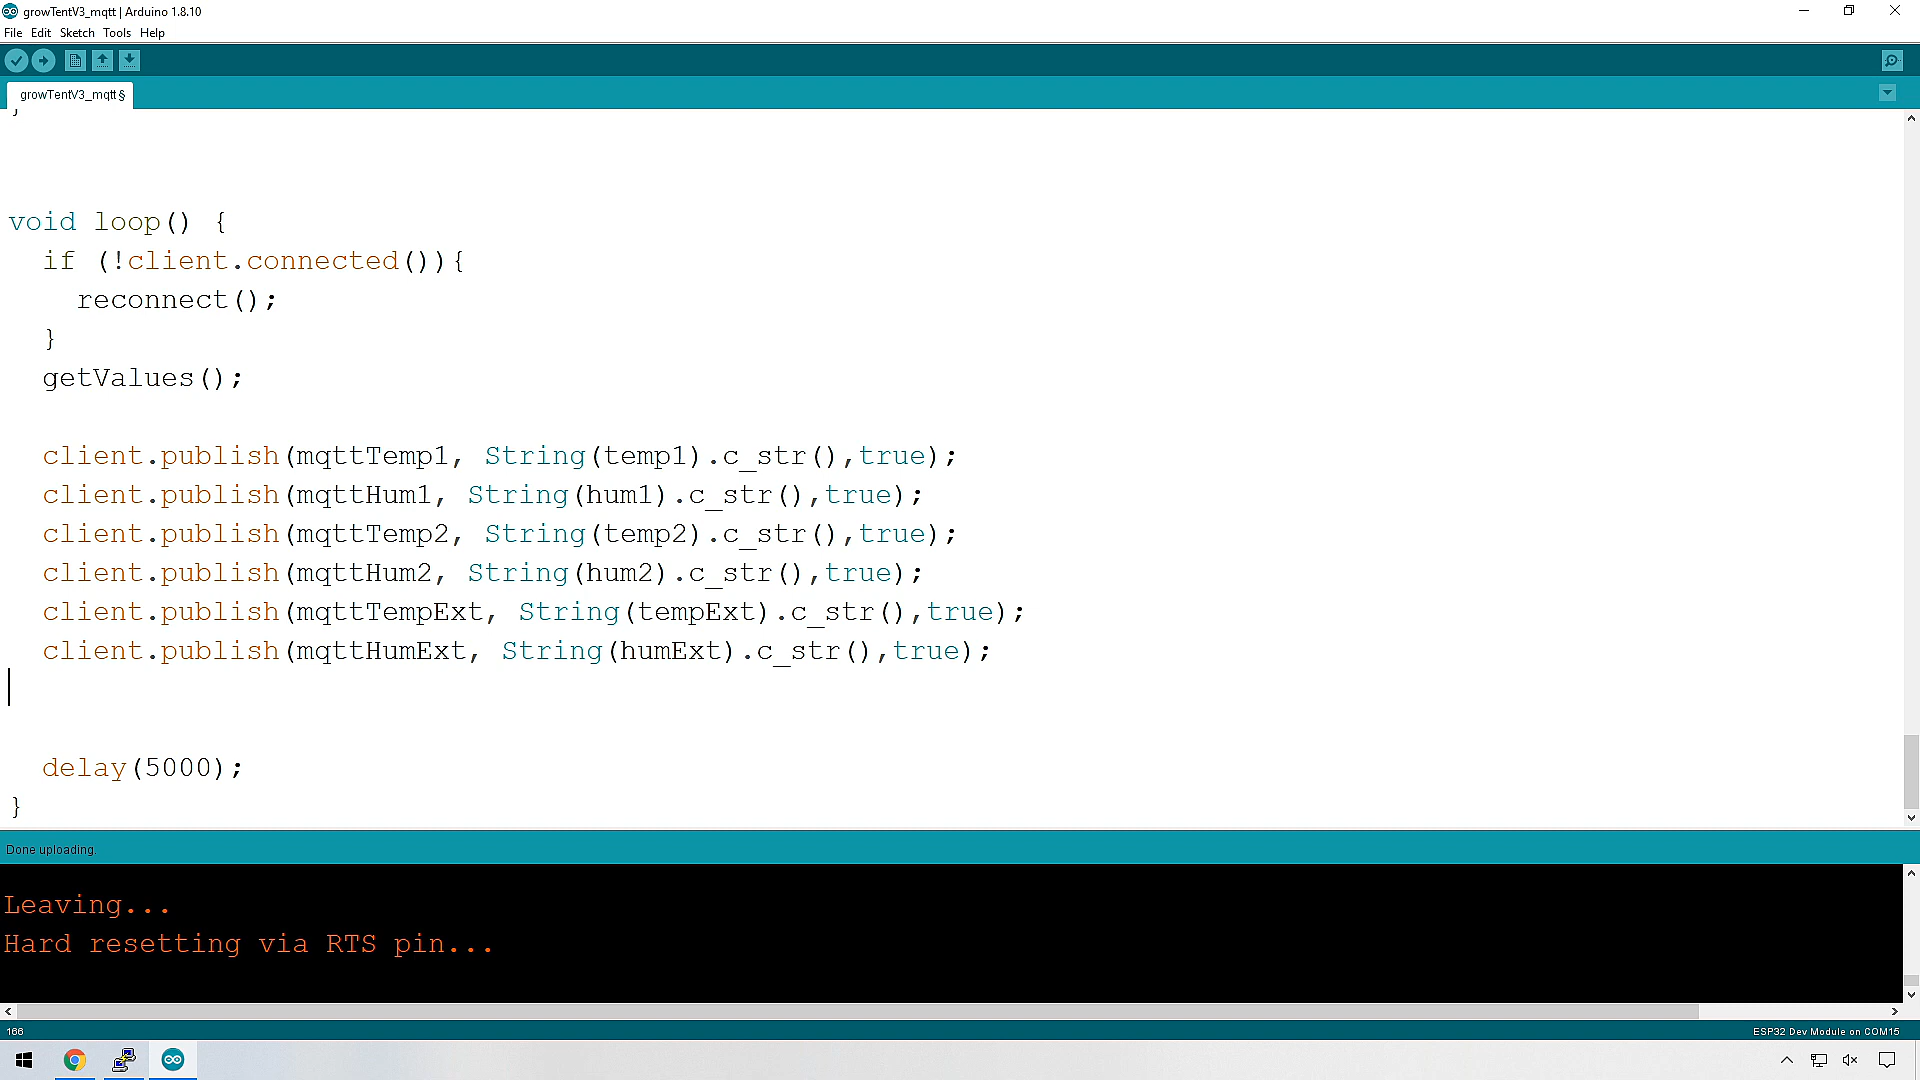 growTentV3_mqtt | Arduino 1.8.10
File Edit Sketch Tools Help
growTentV3_mqtt §
}
void loop() {
  if (!client.connected()){
    reconnect();
  }
  getValues();
  client.publish(mqttTemp1, String(temp1).c_str(),true);
  client.publish(mqttHum1, String(hum1).c_str(),true);
  client.publish(mqttTemp2, String(temp2).c_str(),true);
  client.publish(mqttHum2, String(hum2).c_str(),true);
  client.publish(mqttTempExt, String(tempExt).c_str(),true);
  client.publish(mqttHumExt, String(humExt).c_str(),true);
  delay(5000);
}
Done uploading.
Leaving...
Hard resetting via RTS pin...
166
ESP32 Dev Module on COM15